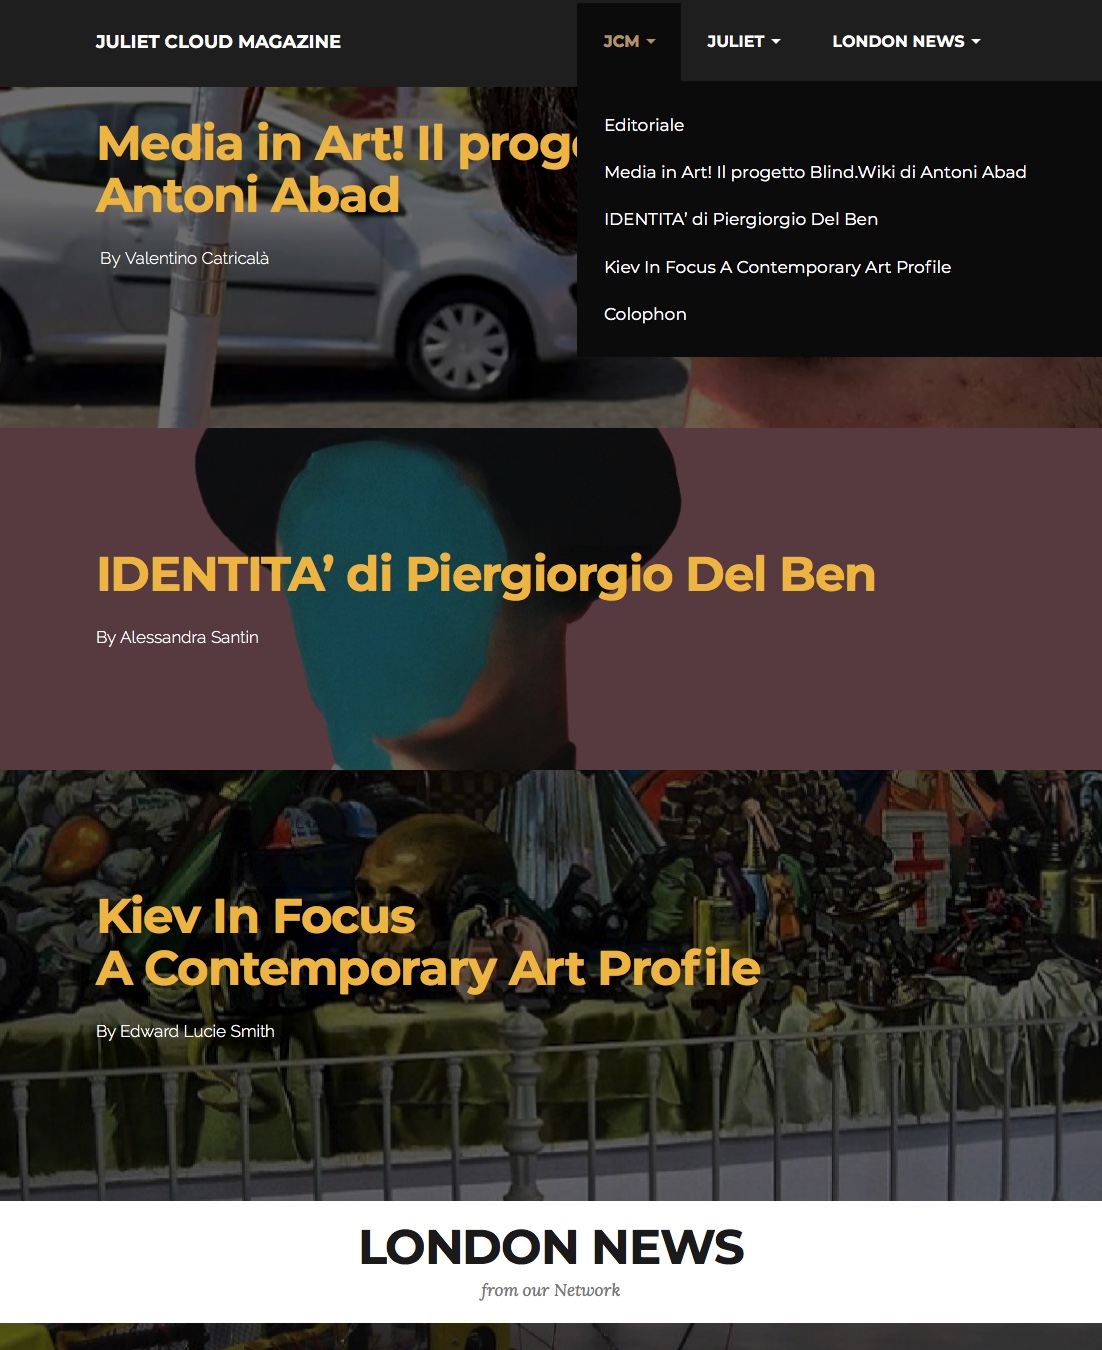 JULIET CLOUD MAGAZINE
JCM
JULIET
LONDON NEWS
Editoriale
Media in Art! Il progetto Blind.Wiki di Antoni Abad
IDENTITA’ di Piergiorgio Del Ben
Kiev In Focus A Contemporary Art Profile
Colophon
Media in Art! Il prog
Antoni Abad
By Valentino Catricalà
IDENTITA’ di Piergiorgio Del Ben
By Alessandra Santin
Kiev In Focus
A Contemporary Art Profile
By Edward Lucie Smith
LONDON NEWS
from our Network